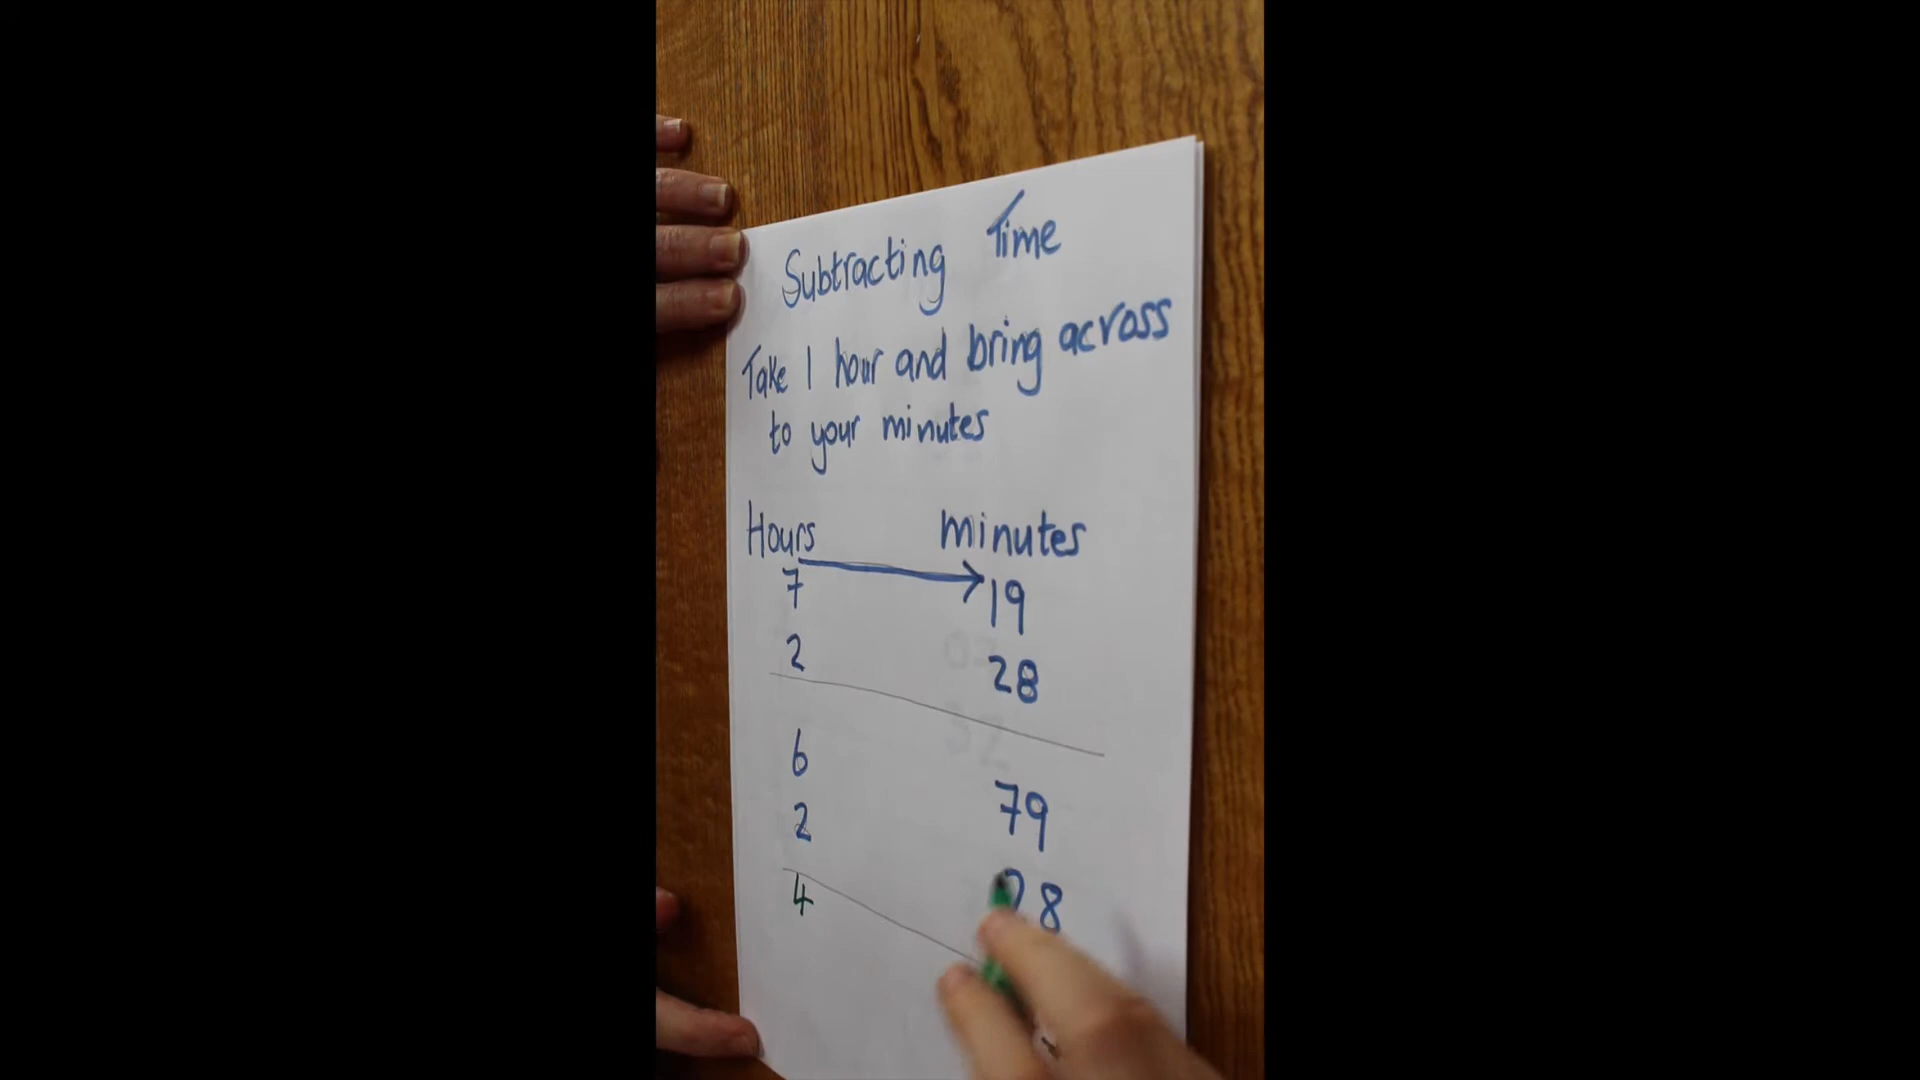 Subtracting Time
Take 1 hour and bring across
to your minutes
Hours minutes
7 19
2 28
6 79
2 28
4